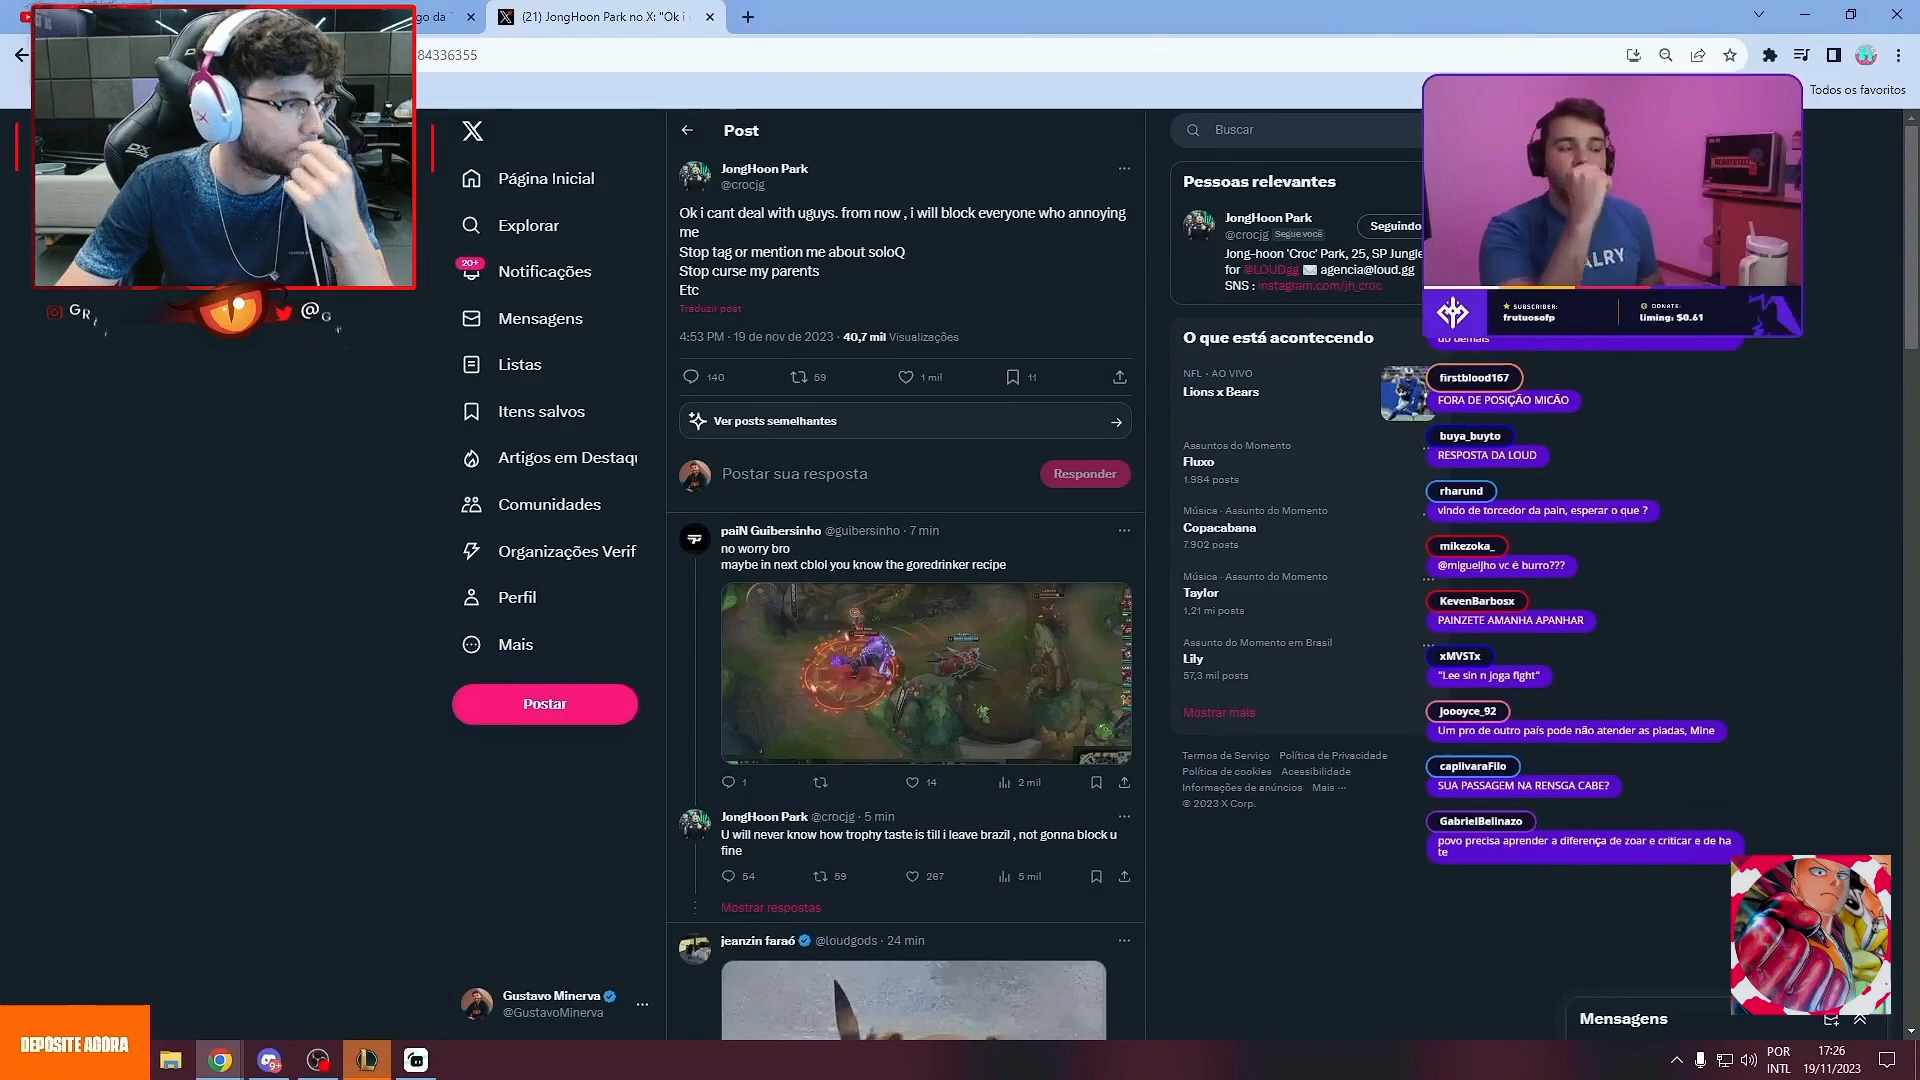 go da T
(21) JongHoon Park no X: "Ok i c
84336355
Todos os favoritos
Página Inicial
Explorar
20+
Notificações
Mensagens
Listas
Itens salvos
Artigos em Destaqu
Comunidades
Organizações Verif
Perfil
Mais
Postar
Gustavo Minerva
@GustavoMinerva
Post
JongHoon Park
@crocjg
Ok i cant deal with uguys. from now , i will block everyone who annoying
me
Stop tag or mention me about soloQ
Stop curse my parents
Etc
Traduzir post
4:53 PM · 19 de nov de 2023 · 40,7 mil Visualizações
140
59
1 mil
11
Ver posts semelhantes
Postar sua resposta
Responder
paiN Guibersinho @guibersinho · 7 min
no worry bro
maybe in next cblol you know the goredrinker recipe
1
14
2 mil
JongHoon Park @crocjg · 5 min
U will never know how trophy taste is till i leave brazil , not gonna block u
fine
54
59
267
5 mil
Mostrar respostas
jeanzin faraó @loudgods · 24 min
Buscar
Pessoas relevantes
JongHoon Park
@crocjg Segue você
Seguindo
Jong-hoon 'Croc' Park, 25, SP Jungle
for @LOUDgg ✉ agencia@loud.gg
SNS : instagram.com/jh_croc
O que está acontecendo
NFL · AO VIVO
Lions x Bears
Assuntos do Momento
Fluxo
1.984 posts
Música · Assunto do Momento
Copacabana
7.902 posts
Música · Assunto do Momento
Taylor
1,21 mi posts
Assunto do Momento em Brasil
Lily
57,3 mil posts
Mostrar mais
Termos de Serviço Política de Privacidade
Política de cookies Acessibilidade
Informações de anúncios Mais ···
© 2023 X Corp.
ALRY
SUBSCRIBER:
frutuosofp
DONATE:
liming: $0.61
do demais
firstblood167
FORA DE POSIÇÃO MICÃO
buya_buyto
RESPOSTA DA LOUD
rharund
vindo de torcedor da pain, esperar o que ?
mikezoka_
@migueljho vc é burro???
KevenBarbosx
PAINZETE AMANHA APANHAR
xMVSTx
"Lee sin n joga fight"
joooyce_92
Um pro de outro país pode não atender as piadas, Mine
capiivaraFilo
SUA PASSAGEM NA RENSGA CABE?
GabrielBelinazo
povo precisa aprender a diferença de zoar e criticar e de ha
te
Mensagens
DEPOSITE AGORA
9+
POR
INTL
17:26
19/11/2023